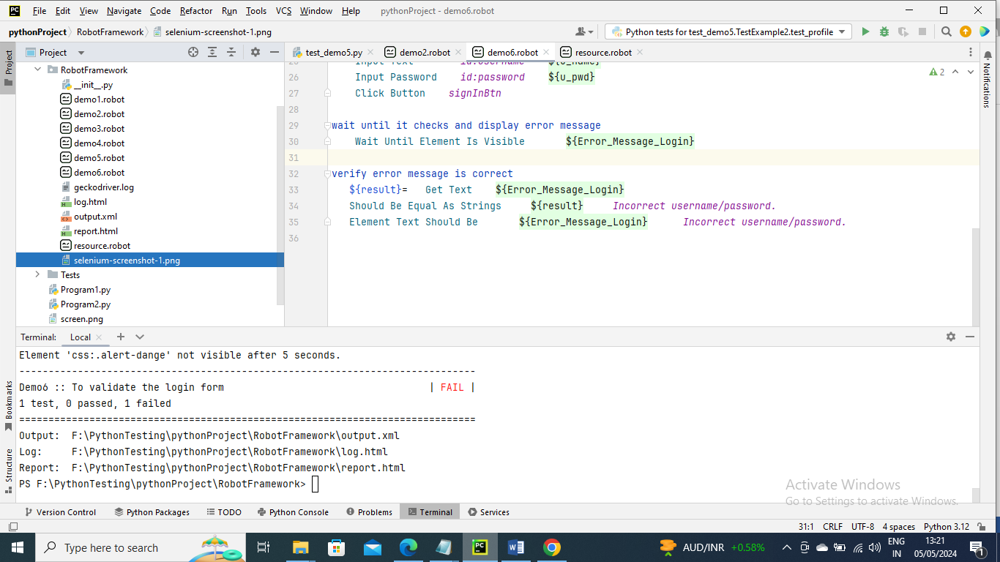 File Edit View Navigate Code Refactor Run Tools VCS Window Help pythonProject - demo6.robot
pythonProject RobotFramework selenium-screenshot-1.png Python tests for test_demo5.TestExample2.test_profile
Project
test_demo5.py demo2.robot demo6.robot resource.robot
Project
Notifications
RobotFramework
__init__.py
demo1.robot
demo2.robot
demo3.robot
demo4.robot
demo5.robot
demo6.robot
geckodriver.log
log.html
output.xml
report.html
resource.robot
selenium-screenshot-1.png
Tests
Program1.py
Program2.py
screen.png
2
26 Input Password id:password ${u_pwd}
27 Click Button signInBtn
28
29 wait until it checks and display error message
30 Wait Until Element Is Visible ${Error_Message_Login}
31
32 verify error message is correct
33 ${result}= Get Text ${Error_Message_Login}
34 Should Be Equal As Strings ${result} Incorrect username/password.
35 Element Text Should Be ${Error_Message_Login} Incorrect username/password.
36
Terminal: Local
Element 'css:.alert-dange' not visible after 5 seconds.
------------------------------------------------------------------------------
Demo6 :: To validate the login form | FAIL |
1 test, 0 passed, 1 failed
==============================================================================
Output: F:\PythonTesting\pythonProject\RobotFramework\output.xml
Log: F:\PythonTesting\pythonProject\RobotFramework\log.html
Report: F:\PythonTesting\pythonProject\RobotFramework\report.html
PS F:\PythonTesting\pythonProject\RobotFramework>
Bookmarks
Structure
Activate Windows
Go to Settings to activate Windows.
Version Control Python Packages TODO Python Console Problems Terminal Services
31:1 CRLF UTF-8 4 spaces Python 3.12
Type here to search
AUD/INR +0.58%
ENG
IN
13:21
05/05/2024
1